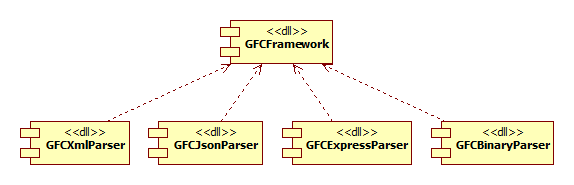 <<dll>>
GFCFramework
<<dll>>
GFCXmlParser
<<dll>>
GFCJsonParser
<<dll>>
GFCExpressParser
<<dll>>
GFCBinaryParser